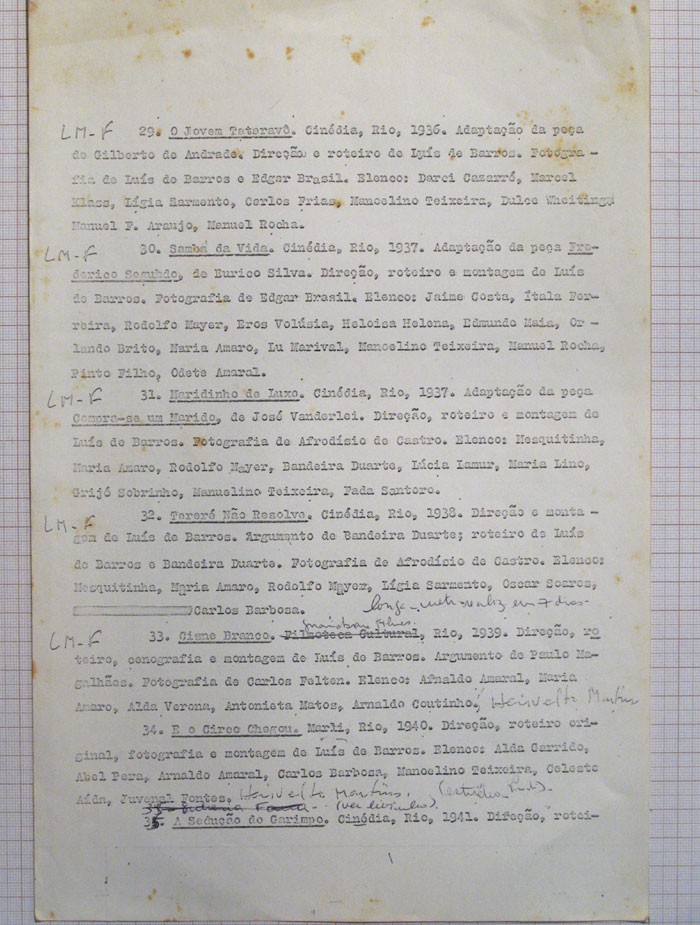 LM-F 29. O Jovem Tataravô. Cinédia, Rio, 1936. Adaptação da peça
de Gilberto de Andrade. Direção e roteiro de Luís de Barros. Fotogra-
fia de Luís de Barros e Edgar Brasil. Elenco: Darci Cazarré, Marcel
Klass, Lígia Sarmento, Carlos Frias, Manoelino Teixeira, Dulce Wheiting,
Manuel F. Araujo, Manuel Rocha.
LM-F 30. Samba da Vida. Cinédia, Rio, 1937. Adaptação da peça Fre-
derico Segundo, de Eurico Silva. Direção, roteiro e montagem de Luís
de Barros. Fotografia de Edgar Brasil. Elenco: Jaime Costa, Ítala Fer-
reira, Rodolfo Mayer, Eros Volúsia, Heloisa Helena, Edmundo Maia, Or-
lando Brito, Maria Amaro, Lu Marival, Manoelino Teixeira, Manuel Rocha,
Pinto Filho, Odete Amaral.
LM-F 31. Maridinho de Luxo. Cinédia, Rio, 1937. Adaptação da peça
Compra-se um Marido, de José Vanderlei. Direção, roteiro e montagem de
Luís de Barros. Fotografia de Afrodísio de Castro. Elenco: Mesquitinha,
Maria Amaro, Rodolfo Mayer, Bandeira Duarte, Lúcia Lamur, Maria Lino,
Grijó Sobrinho, Manuelino Teixeira, Fada Santoro.
LM-F 32. Tereré Não Resolve. Cinédia, Rio, 1938. Direção e monta-
gem de Luís de Barros. Argumento de Bandeira Duarte; roteiro de Luís
de Barros e Bandeira Duarte. Fotografia de Afrodísio de Castro. Elenco:
Mesquitinha, Maria Amaro, Rodolfo Mayer, Lígia Sarmento, Oscar Soares,
Carlos Barbosa. em 7 dias
LM-F 33. Cisne Branco. Filmoteca Cultural, Rio, 1939. Direção, ro
teiro, cenografia e montagem de Luís de Barros. Argumento de Paulo Ma-
galhães. Fotografia de Carlos Felten. Elenco: Arnaldo Amaral, Maria
Amaro, Alda Verona, Antonieta Matos, Arnaldo Coutinho, Heisvelto Martins
34. E o Circo Chegou. Marli, Rio, 1940. Direção, roteiro ori-
ginal, fotografia e montagem de Luís de Barros. Elenco: Alda Garrido,
Abel Pera, Arnaldo Amaral, Carlos Barbosa, Manoelino Teixeira, Celeste
Aída, Juvenal Fontes. Heisvelto Martins.
35. A Sedução do Garimpo. Cinédia, Rio, 1941. Direção, rotei-